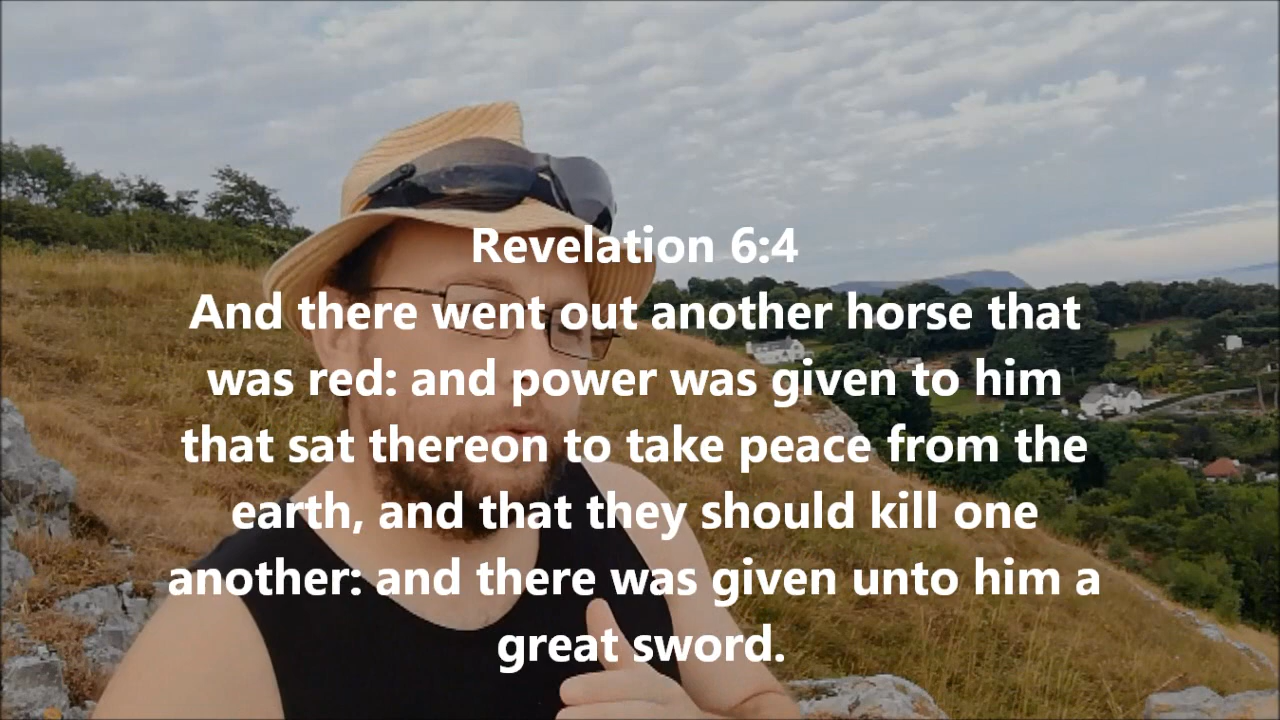 Revelation 6:4
And there went out another horse that
was red: and power was given to him
that sat thereon to take peace from the
earth, and that they should kill one
another: and there was given unto him a
great sword.